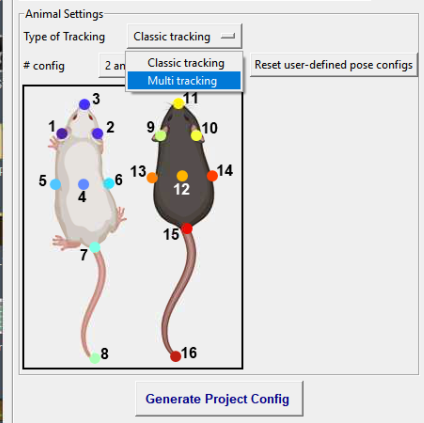 Animal Settings
Type of Tracking Classic tracking
Classic tracking
# config 2 an Reset user-defined pose configs
Multi tracking
3 11
1 2 9 10
5 4 6 13 12 14
7 15
8 16
Generate Project Config